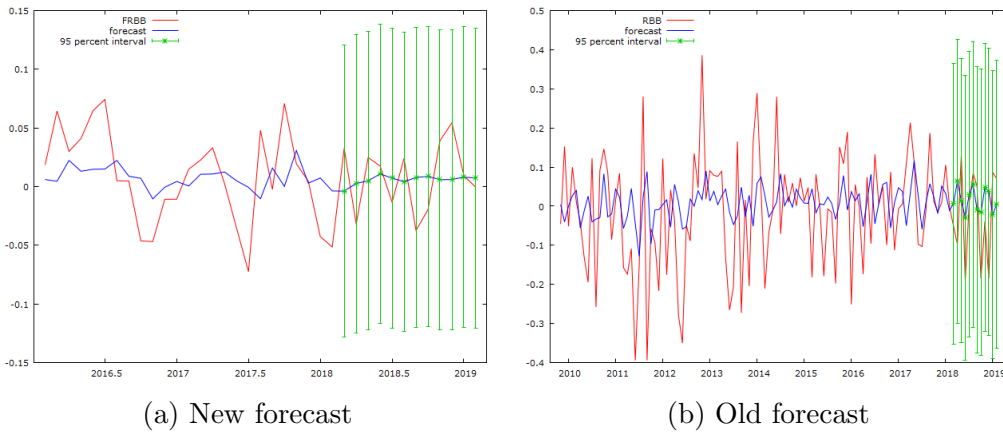 FRBB
forecast
95 percent interval
0.15
0.1
0.05
0
-0.05
-0.1
-0.15
2016.5 2017 2017.5 2018 2018.5 2019
(a) New forecast
RBB
forecast
95 percent interval
0.5
0.4
0.3
0.2
0.1
0
-0.1
-0.2
-0.3
-0.4
2010 2011 2012 2013 2014 2015 2016 2017 2018 2019
(b) Old forecast